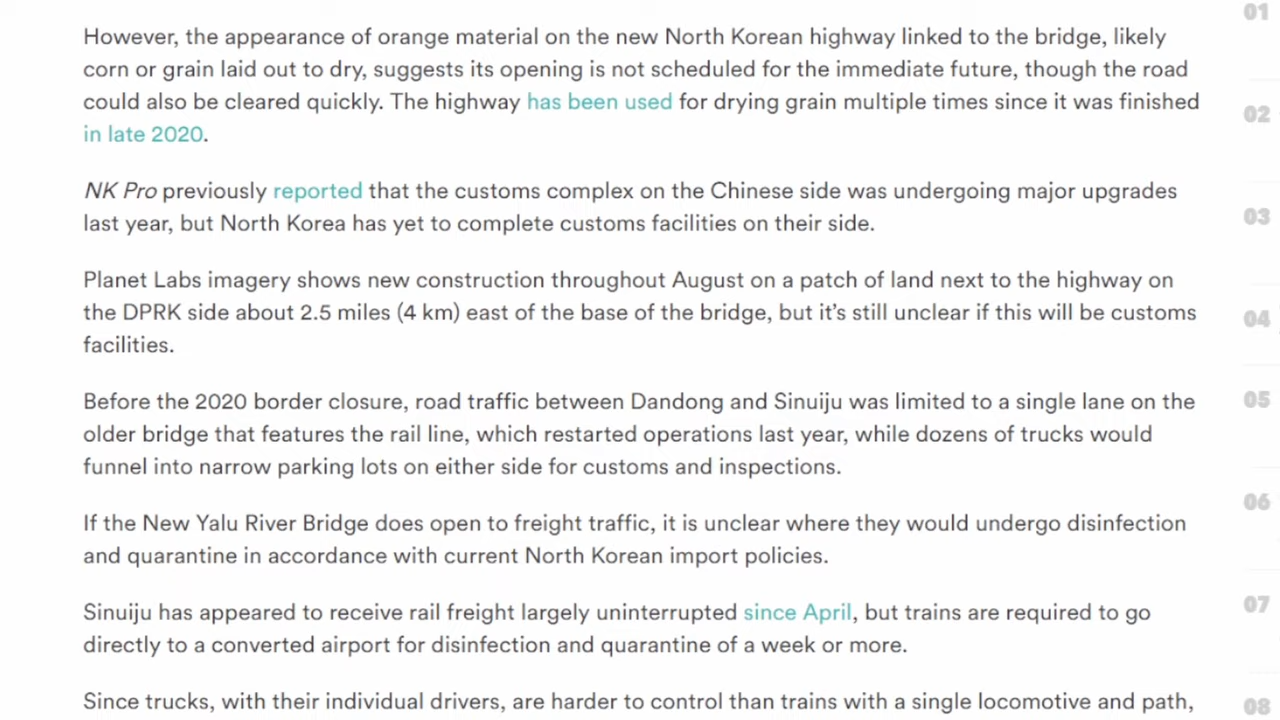 However, the appearance of orange material on the new North Korean highway linked to the bridge, likely
corn or grain laid out to dry, suggests its opening is not scheduled for the immediate future, though the road
could also be cleared quickly. The highway has been used for drying grain multiple times since it was finished
in late 2020.
NK Pro previously reported that the customs complex on the Chinese side was undergoing major upgrades
last year, but North Korea has yet to complete customs facilities on their side.
Planet Labs imagery shows new construction throughout August on a patch of land next to the highway on
the DPRK side about 2.5 miles (4 km) east of the base of the bridge, but it’s still unclear if this will be customs
facilities.
Before the 2020 border closure, road traffic between Dandong and Sinuiju was limited to a single lane on the
older bridge that features the rail line, which restarted operations last year, while dozens of trucks would
funnel into narrow parking lots on either side for customs and inspections.
If the New Yalu River Bridge does open to freight traffic, it is unclear where they would undergo disinfection
and quarantine in accordance with current North Korean import policies.
Sinuiju has appeared to receive rail freight largely uninterrupted since April, but trains are required to go
directly to a converted airport for disinfection and quarantine of a week or more.
Since trucks, with their individual drivers, are harder to control than trains with a single locomotive and path,
01
02
03
04
05
06
07
08